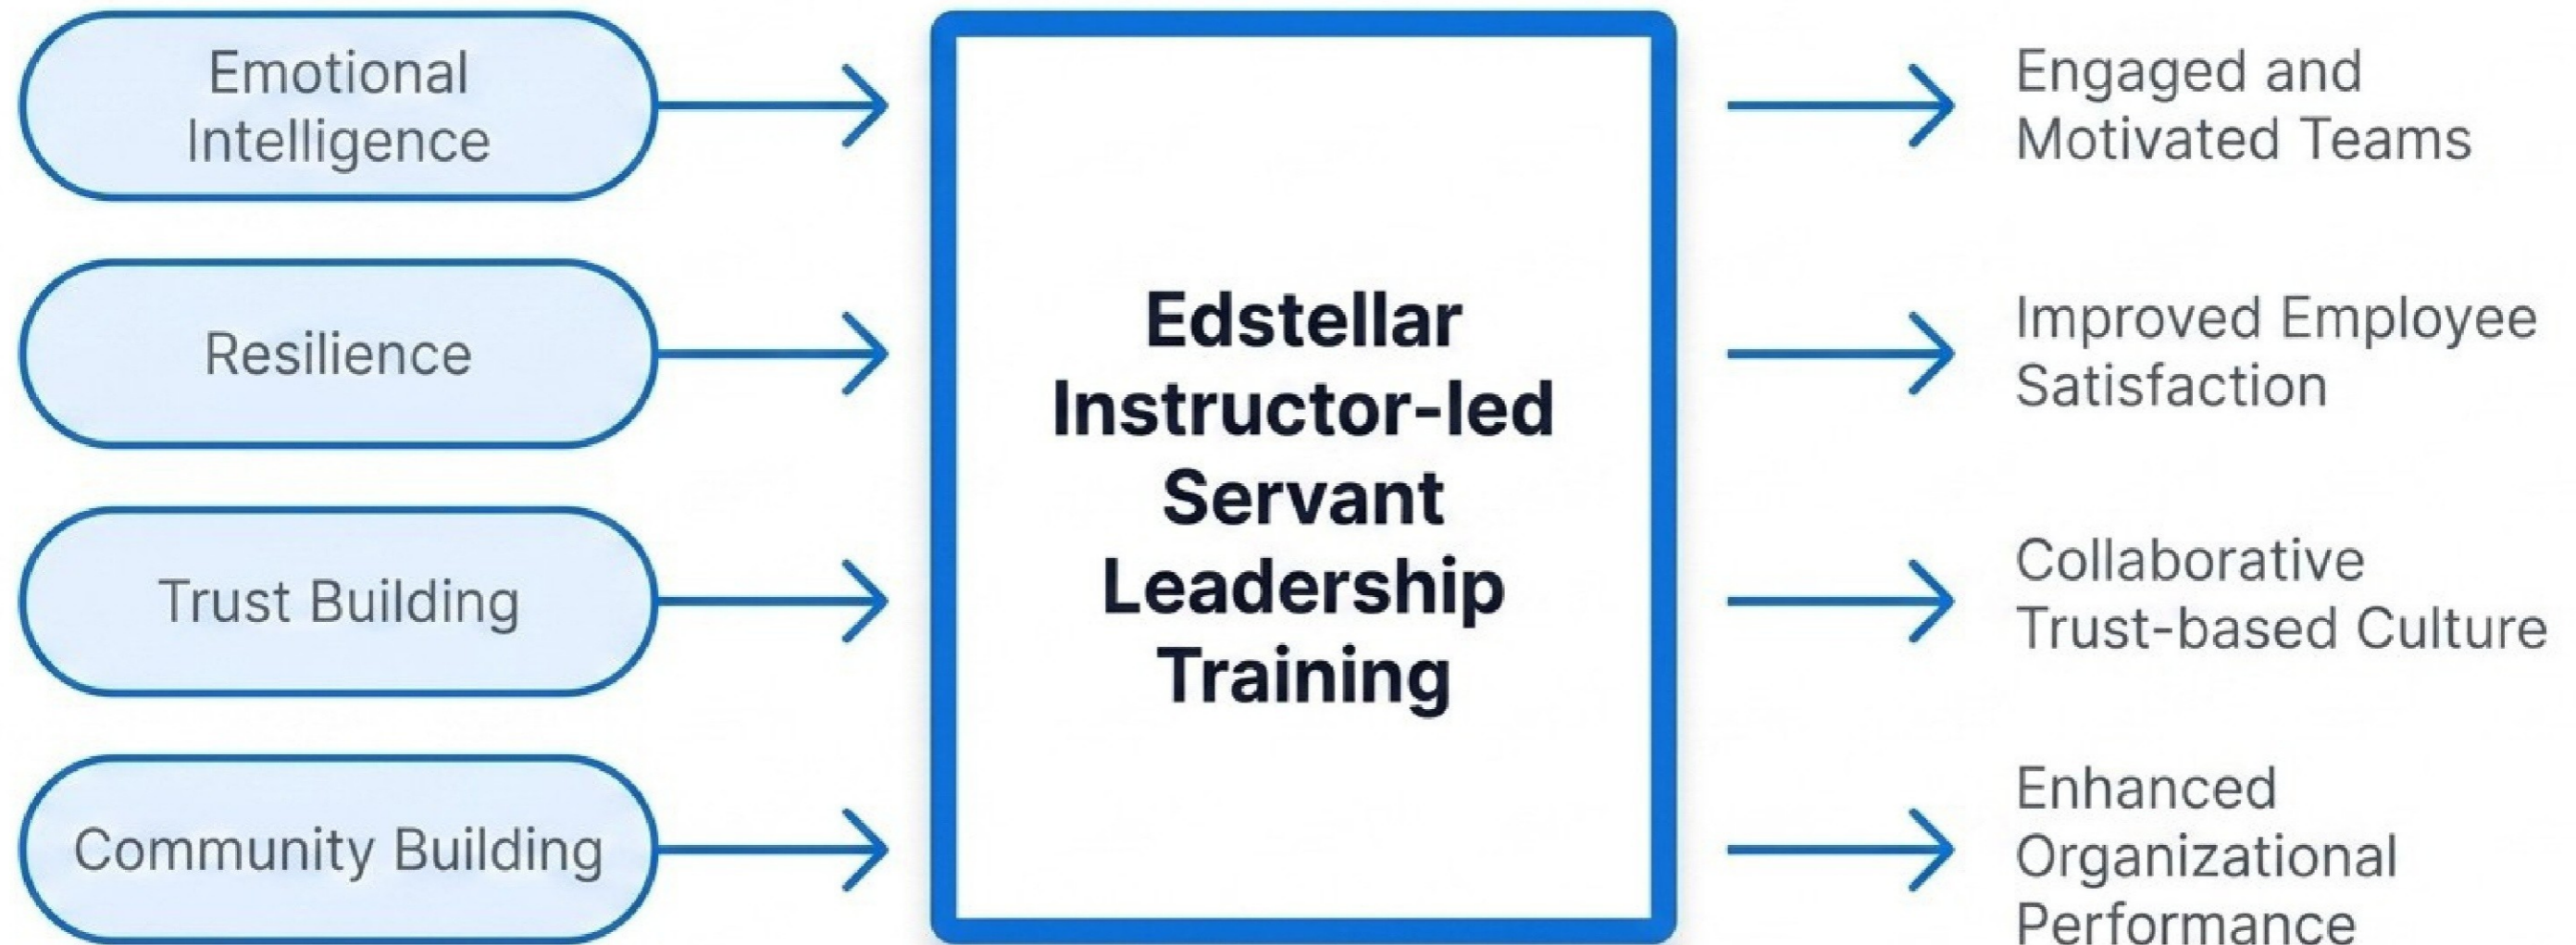 Emotional
Intelligence
Resilience
Trust Building
Community Building
Edstellar
Instructor-led
Servant
Leadership
Training
Engaged and
Motivated Teams
Improved Employee
Satisfaction
Collaborative
Trust-based Culture
Enhanced
Organizational
Performance